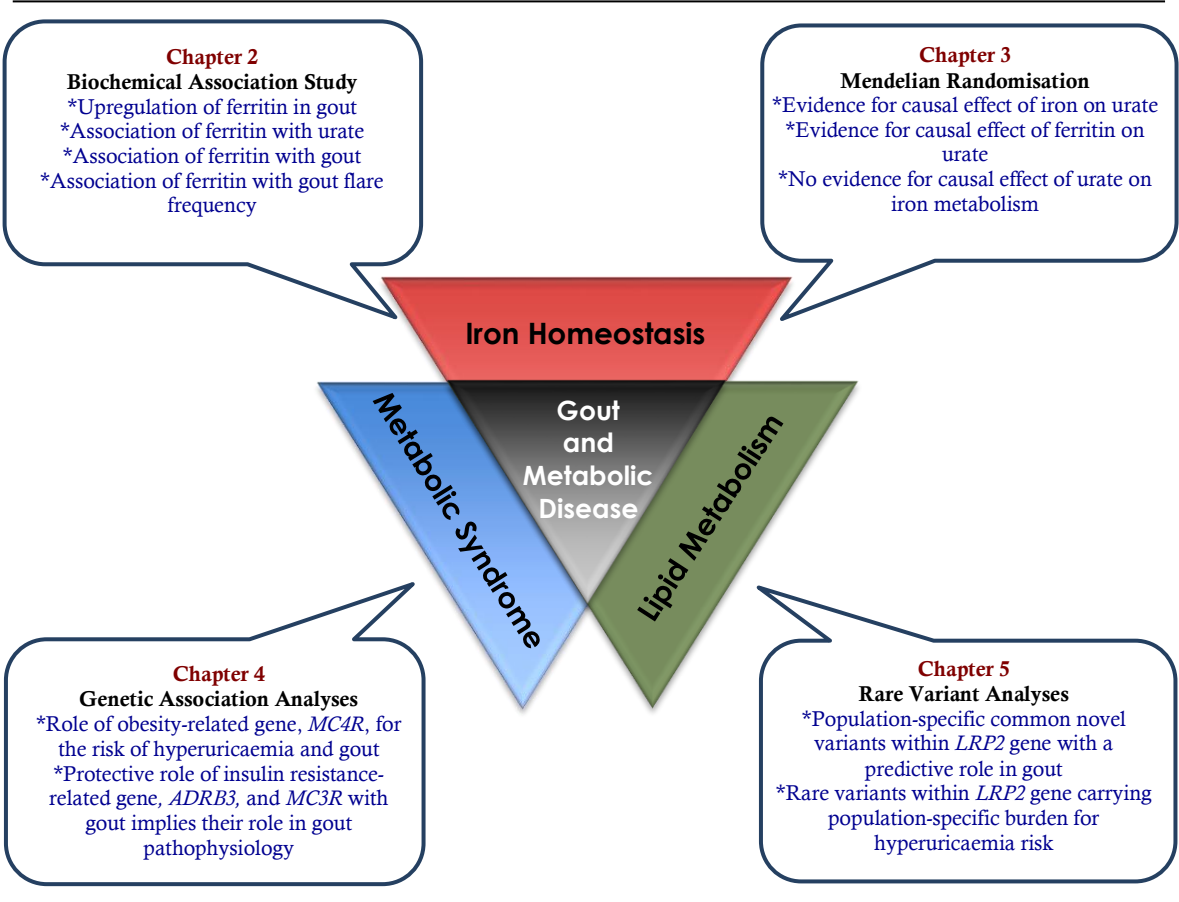 Chapter 2
Biochemical Association Study
*Upregulation of ferritin in gout
*Association of ferritin with urate
*Association of ferritin with gout
*Association of ferritin with gout flare
frequency
Chapter 3
Mendelian Randomisation
*Evidence for causal effect of iron on urate
*Evidence for causal effect of ferritin on
urate
*No evidence for causal effect of urate on
iron metabolism
Iron Homeostasis
Gout
and
Metabolic
Disease
Metabolic Syndrome
Lipid Metabolism
Chapter 4
Genetic Association Analyses
*Role of obesity-related gene, MC4R, for
the risk of hyperuricaemia and gout
*Protective role of insulin resistance-
related gene, ADRB3, and MC3R with
gout implies their role in gout
pathophysiology
Chapter 5
Rare Variant Analyses
*Population-specific common novel
variants within LRP2 gene with a
predictive role in gout
*Rare variants within LRP2 gene carrying
population-specific burden for
hyperuricaemia risk